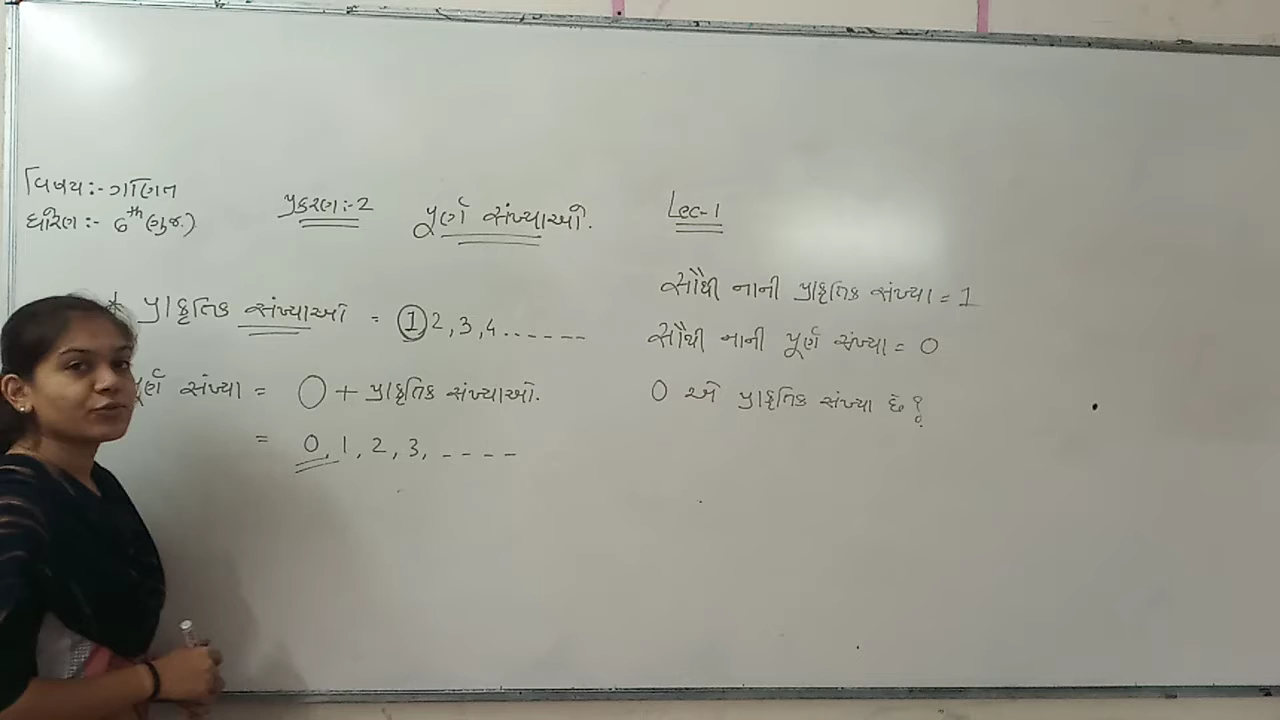 વિષય:- ગણિત
ધોરણ:- 6th (ગુજ.)
પ્રકરણ:-2
પૂર્ણ સંખ્યાઓ.
Lec-1
* પ્રાકૃતિક સંખ્યાઓ = 1 2, 3, 4 . - - - - -
સંખ્યા = 0 + પ્રાકૃતિક સંખ્યાઓ.
= 0, 1, 2, 3, - - - -
સૌથી નાની પ્રાકૃતિક સંખ્યા = 1
સૌથી નાની પૂર્ણ સંખ્યા = 0
0 એ પ્રાકૃતિક સંખ્યા છે?